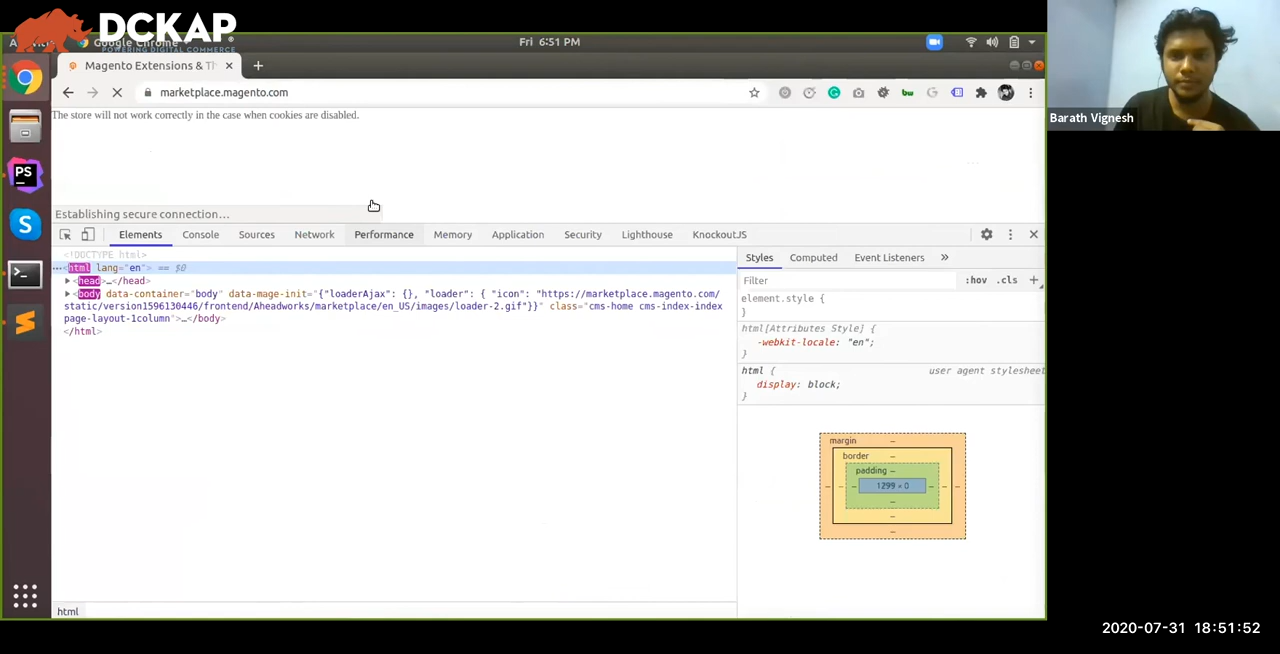 DCKAP
POWERING DIGITAL COMMERCE
Google Chrome
Fri 6:51 PM
Magento Extensions & Th
marketplace.magento.com
Barath Vignesh
The store will not work correctly in the case when cookies are disabled.
PS
Establishing secure connection…
Elements Console Sources Network Performance Memory Application Security Lighthouse KnockoutJS
<!DOCTYPE html>
<html lang="en"> == $0
<head>…</head>
<body data-container="body" data-mage-init="{"loaderAjax": {}, "loader": { "icon": "https://marketplace.magento.com/
static/version1596130446/frontend/Aheadworks/marketplace/en_US/images/loader-2.gif"}}" class="cms-home cms-index-index
page-layout-1column">…</body>
</html>
html
Styles Computed Event Listeners »
Filter :hov .cls +
element.style {
}
html[Attributes Style] {
-webkit-locale: "en";
}
html { user agent stylesheet
display: block;
}
margin –
border –
padding –
– – – 1299 × 0 – – –
–
–
–
2020-07-31 18:51:52